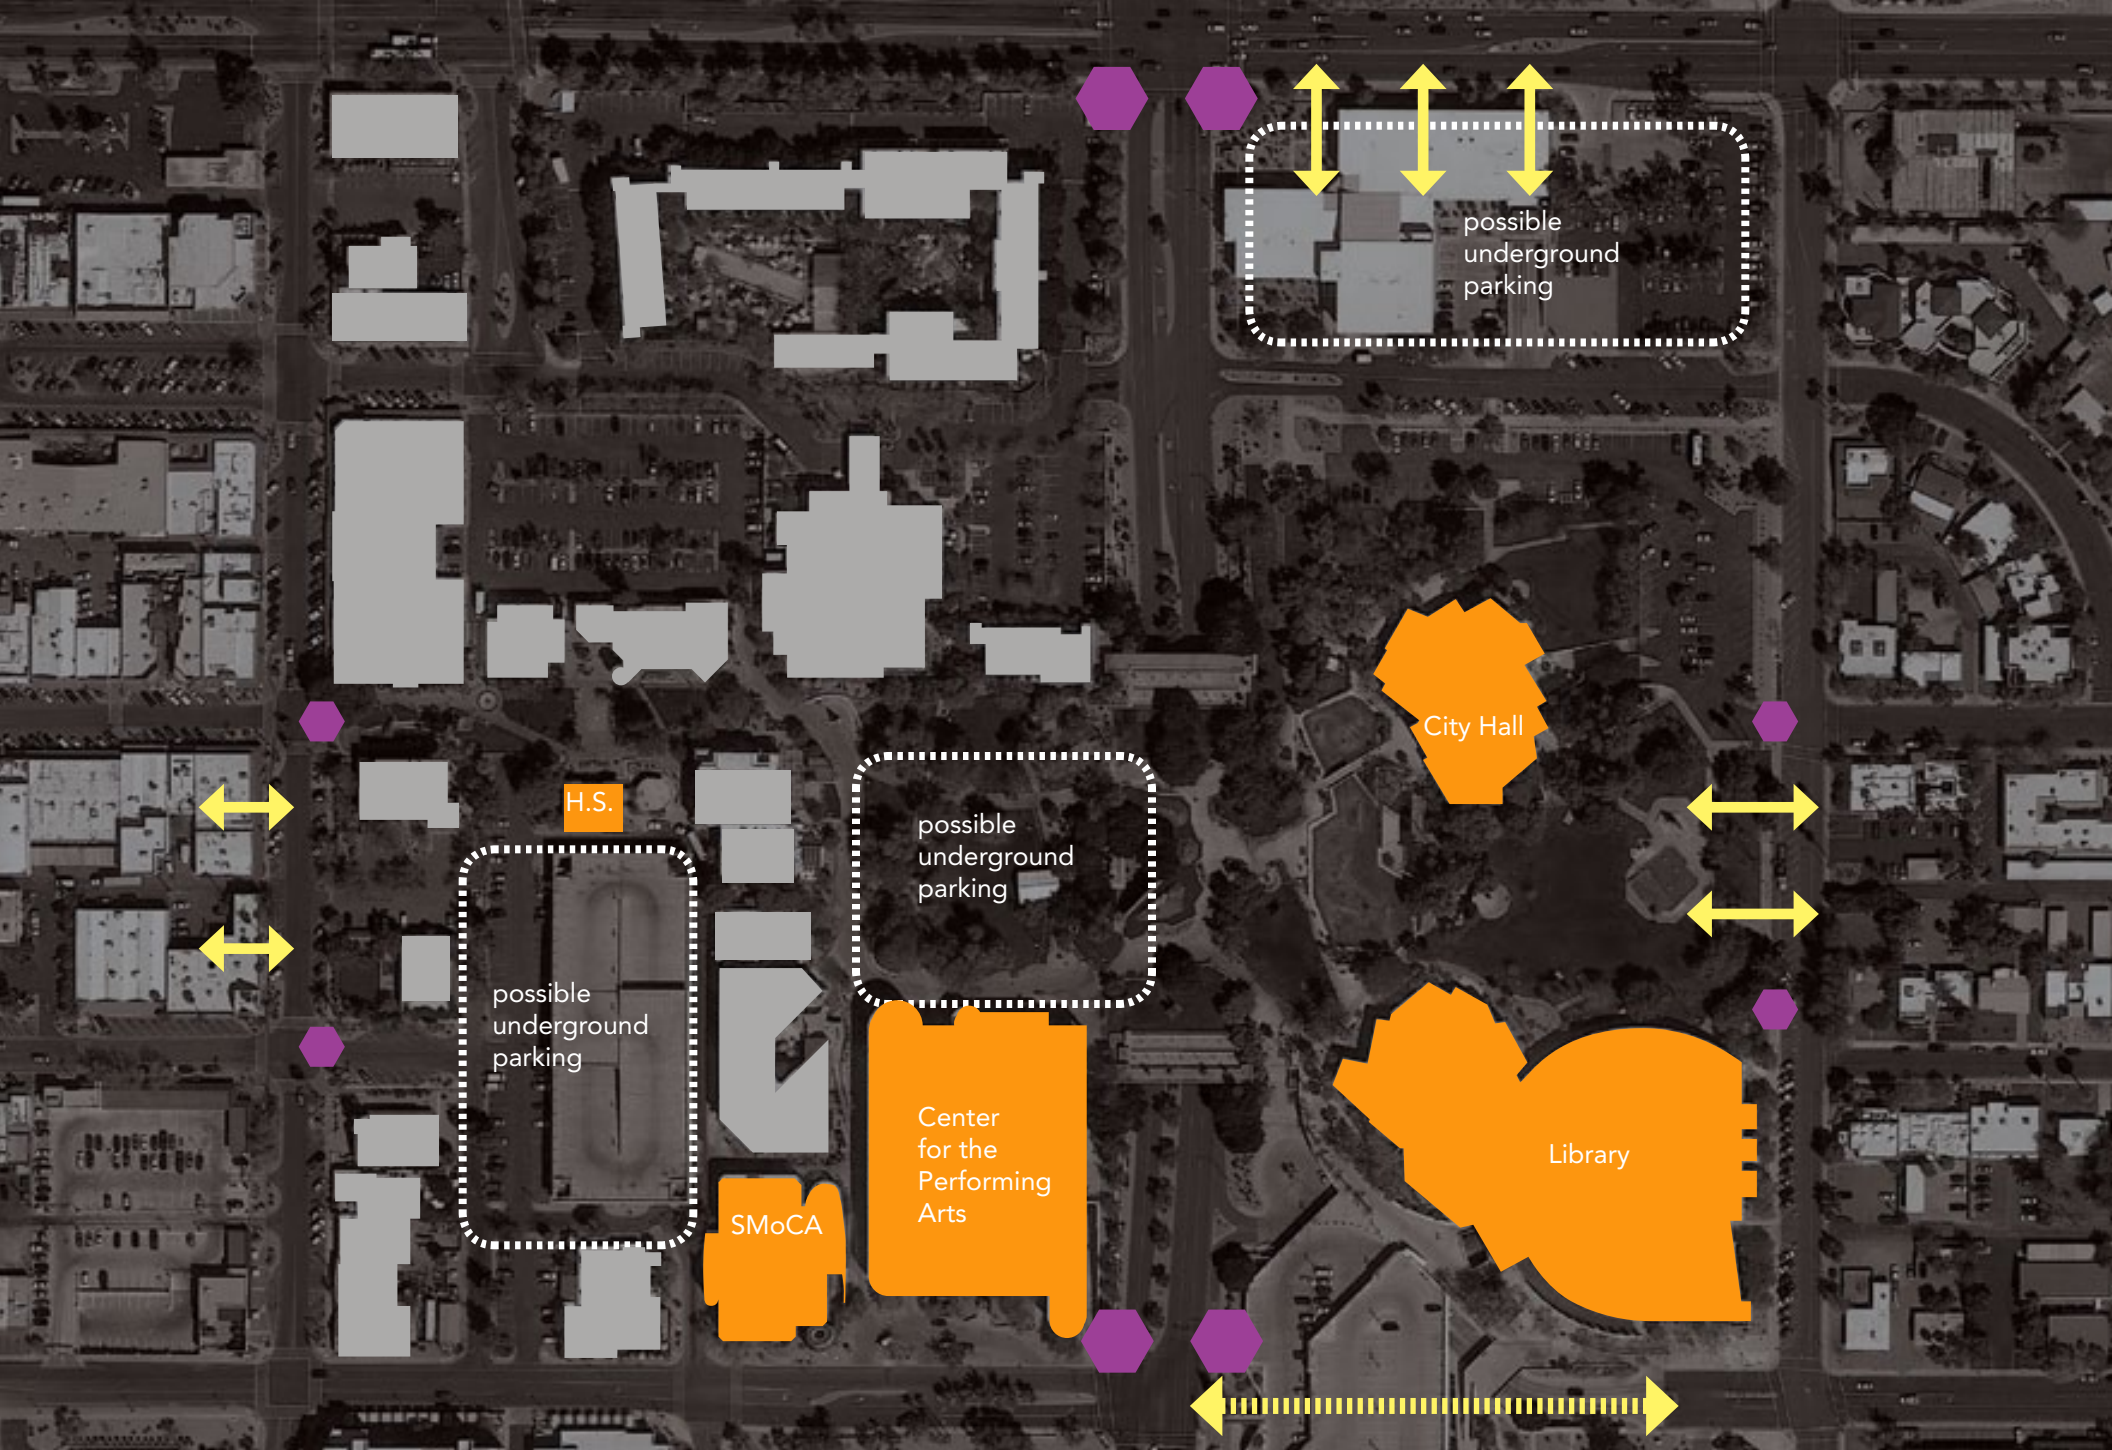 possible
underground
parking
City Hall
H.S.
possible
underground
parking
possible
underground
parking
Center
for the
Performing
Arts
Library
SMoCA